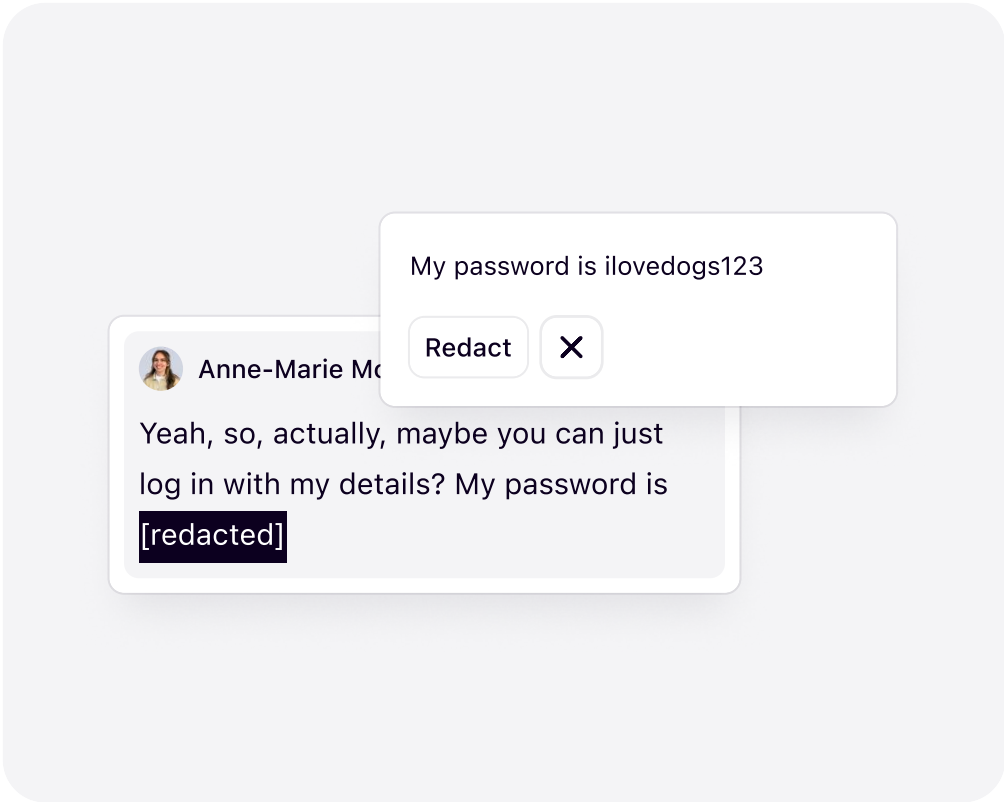 My password is ilovedogs123
Redact
Anne-Marie
Yeah, so, actually, maybe you can just
log in with my details? My password is
[redacted]